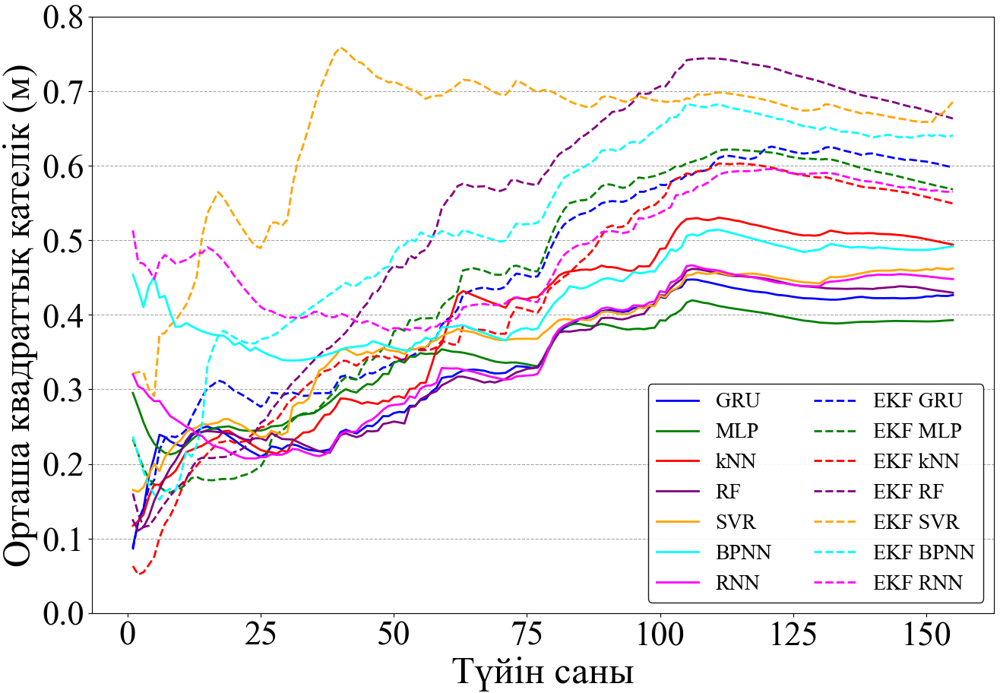 Орташа квадраттық қателік (м)
0.8
0.7
0.6
0.5
0.4
0.3
0.2
0.1
0.0
GRU EKF GRU
MLP EKF MLP
kNN EKF kNN
RF EKF RF
SVR EKF SVR
BPNN EKF BPNN
RNN EKF RNN
0 25 50 75 100 125 150
Түйін саны